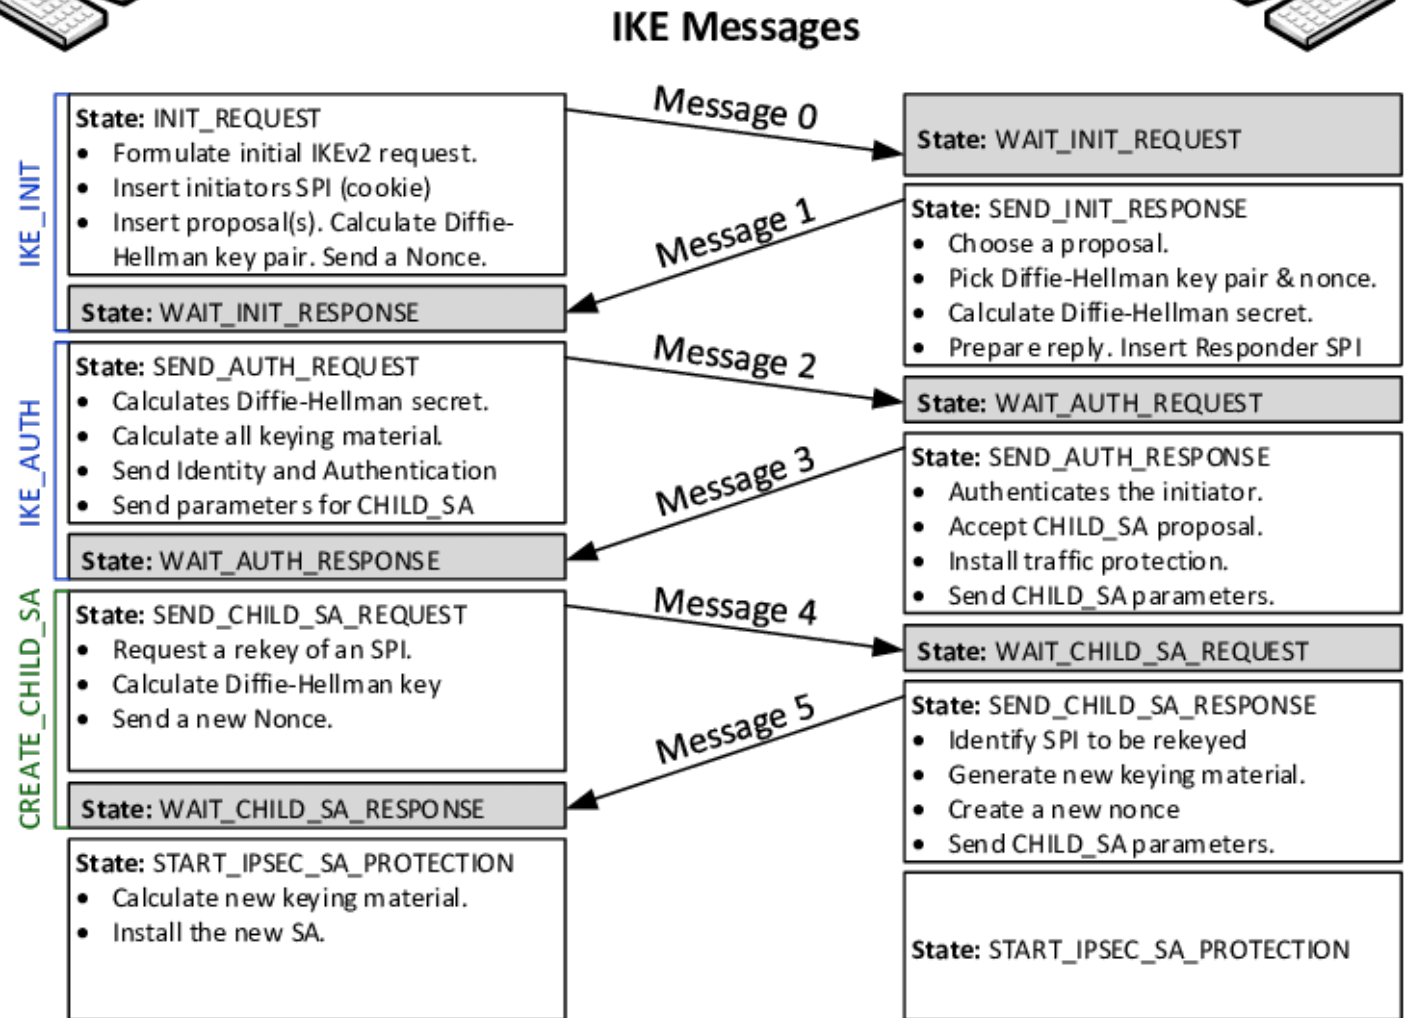 IKE Messages
IKE_INIT
State: INIT_REQUEST
• Formulate initial IKEv2 request.
• Insert initiators SPI (cookie)
• Insert proposal(s). Calculate Diffie-
Hellman key pair. Send a Nonce.
State: WAIT_INIT_RESPONSE
IKE_AUTH
State: SEND_AUTH_REQUEST
• Calculates Diffie-Hellman secret.
• Calculate all keying material.
• Send Identity and Authentication
• Send parameters for CHILD_SA
State: WAIT_AUTH_RESPONSE
CREATE_CHILD_SA
State: SEND_CHILD_SA_REQUEST
• Request a rekey of an SPI.
• Calculate Diffie-Hellman key
• Send a new Nonce.
State: WAIT_CHILD_SA_RESPONSE
State: START_IPSEC_SA_PROTECTION
• Calculate new keying material.
• Install the new SA.
Message 0
Message 1
Message 2
Message 3
Message 4
Message 5
State: WAIT_INIT_REQUEST
State: SEND_INIT_RESPONSE
• Choose a proposal.
• Pick Diffie-Hellman key pair & nonce.
• Calculate Diffie-Hellman secret.
• Prepare reply. Insert Responder SPI
State: WAIT_AUTH_REQUEST
State: SEND_AUTH_RESPONSE
• Authenticates the initiator.
• Accept CHILD_SA proposal.
• Install traffic protection.
• Send CHILD_SA parameters.
State: WAIT_CHILD_SA_REQUEST
State: SEND_CHILD_SA_RESPONSE
• Identify SPI to be rekeyed
• Generate new keying material.
• Create a new nonce
• Send CHILD_SA parameters.
State: START_IPSEC_SA_PROTECTION